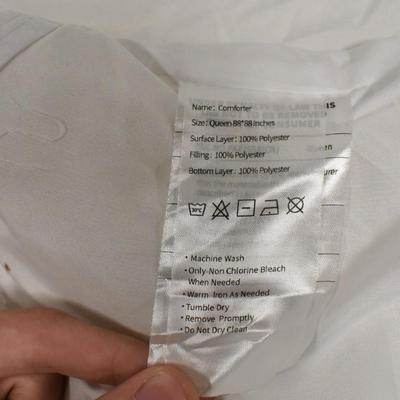 Name: Comforter
Size: Queen 88*88 inches
Surface Layer: 100% Polyester
Filling: 100% Polyester
Bottom Layer: 100% Polyester
30℃
• Machine Wash
• Only-Non Chlorine Bleach
When Needed
• Warm Iron As Needed
• Tumble Dry
• Remove Promptly
• Do Not Dry Clean